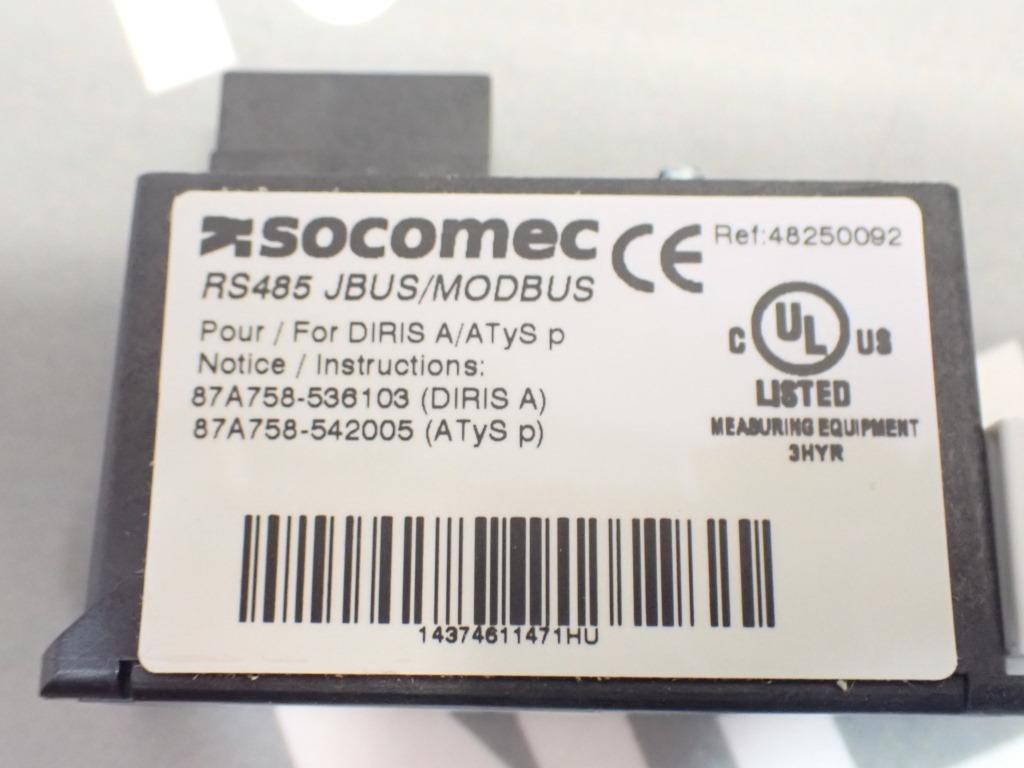 socomec
CE
Ref:48250092
RS485 JBUS/MODBUS
Pour / For DIRIS A/ATyS p
Notice / Instructions:
87A758-536103 (DIRIS A)
87A758-542005 (ATyS p)
C UL US
LISTED
MEASURING EQUIPMENT
3HYR
14374611471HU